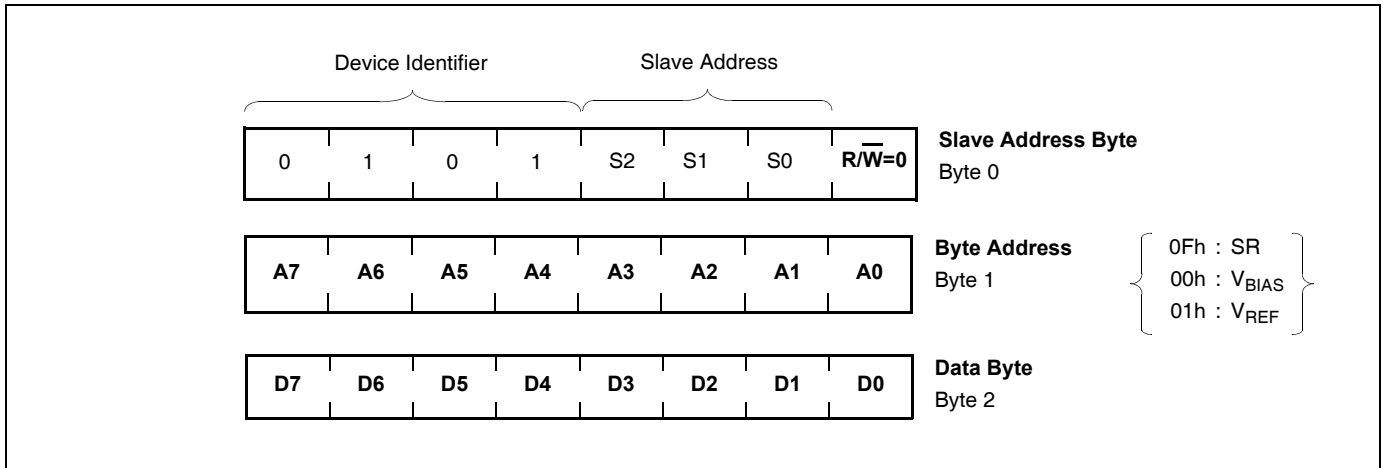 Device Identifier Slave Address
0 1 0 1 S2 S1 S0 R/W̅=0
Slave Address Byte
Byte 0
A7 A6 A5 A4 A3 A2 A1 A0
Byte Address
Byte 1
0Fh : SR
00h : VBIAS
01h : VREF
D7 D6 D5 D4 D3 D2 D1 D0
Data Byte
Byte 2